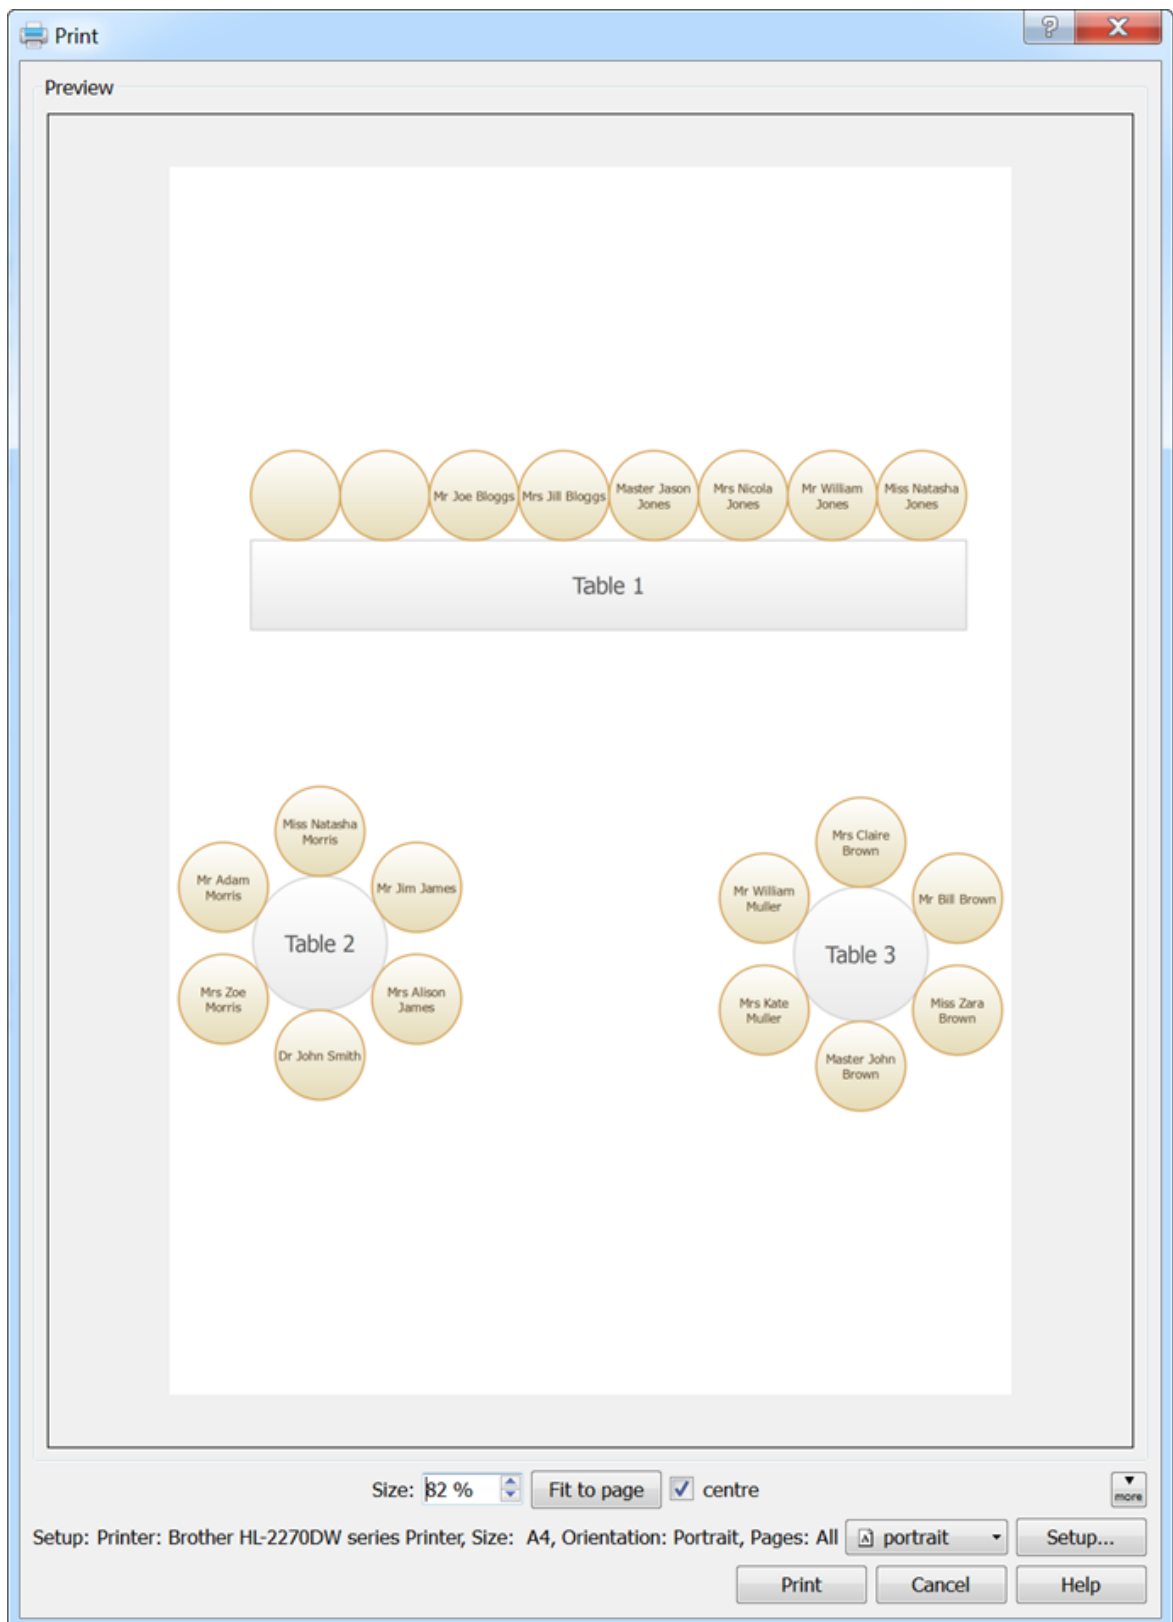 Print
Preview
Mr Joe Bloggs
Mrs Jill Bloggs
Master Jason
Jones
Mrs Nicola
Jones
Mr William
Jones
Miss Natasha
Jones
Table 1
Miss Natasha
Morris
Mr Adam
Morris
Mr Jim James
Table 2
Mrs Zoe
Morris
Mrs Alison
James
Dr John Smith
Mrs Claire
Brown
Mr William
Muller
Mr Bill Brown
Table 3
Mrs Kate
Muller
Miss Zara
Brown
Master John
Brown
Size: 82 % Fit to page centre
more
Setup: Printer: Brother HL-2270DW series Printer, Size: A4, Orientation: Portrait, Pages: All portrait Setup...
Print Cancel Help